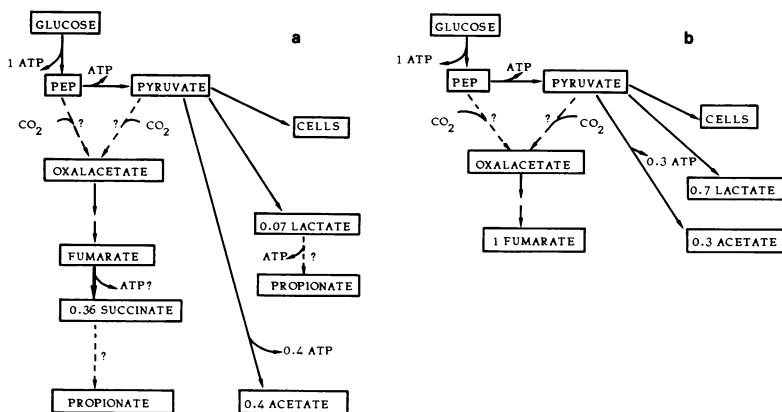 a
GLUCOSE
1 ATP
PEP
ATP
PYRUVATE
?
?
CO2
CO2
CELLS
OXALACETATE
0.07 LACTATE
FUMARATE
ATP
?
ATP?
PROPIONATE
0.36 SUCCINATE
?
0.4 ATP
PROPIONATE
0.4 ACETATE
b
GLUCOSE
1 ATP
PEP
ATP
PYRUVATE
?
?
CO2
CO2
CELLS
OXALACETATE
0.3 ATP
0.7 LACTATE
1 FUMARATE
0.3 ACETATE